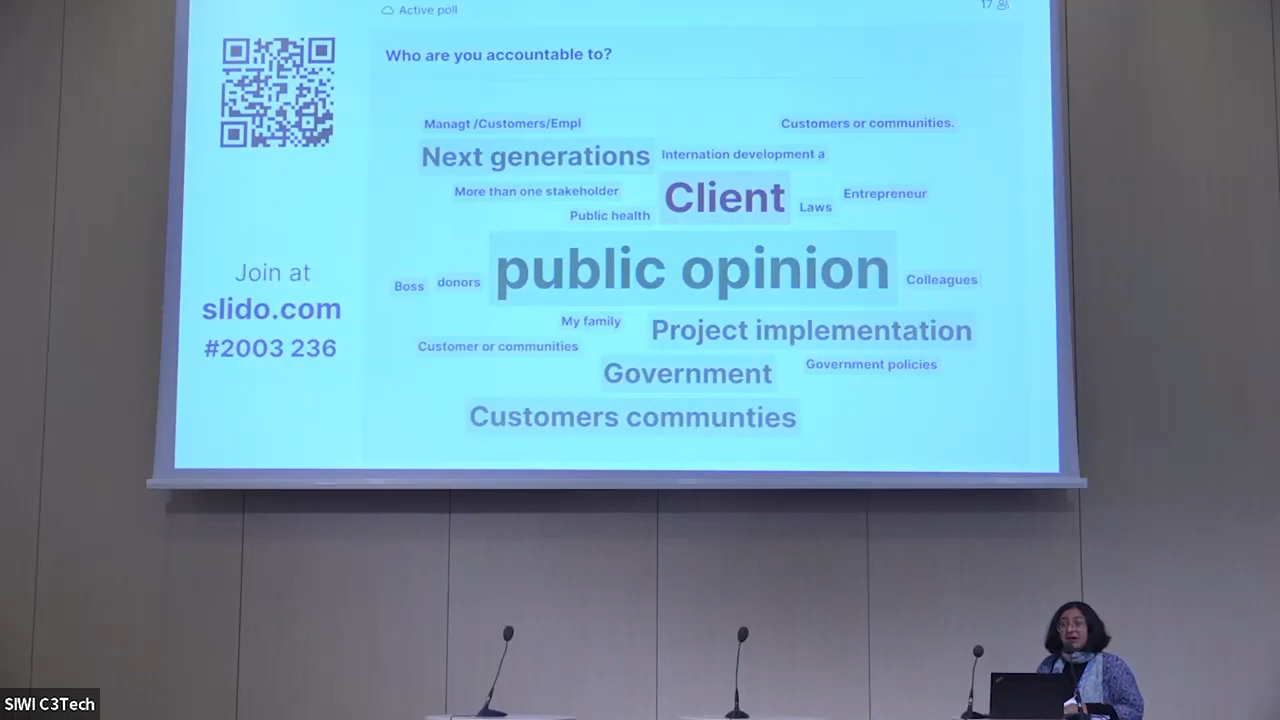 Active poll
17
Who are you accountable to?
Managt /Customers/Empl
Customers or communities.
Next generations
Internation development a
More than one stakeholder
Client
Entrepreneur
Public health
Laws
public opinion
Boss
donors
Colleagues
My family
Project implementation
Customer or communities
Government
Government policies
Customers communties
Join at
slido.com
#2003 236
SIWI C3Tech